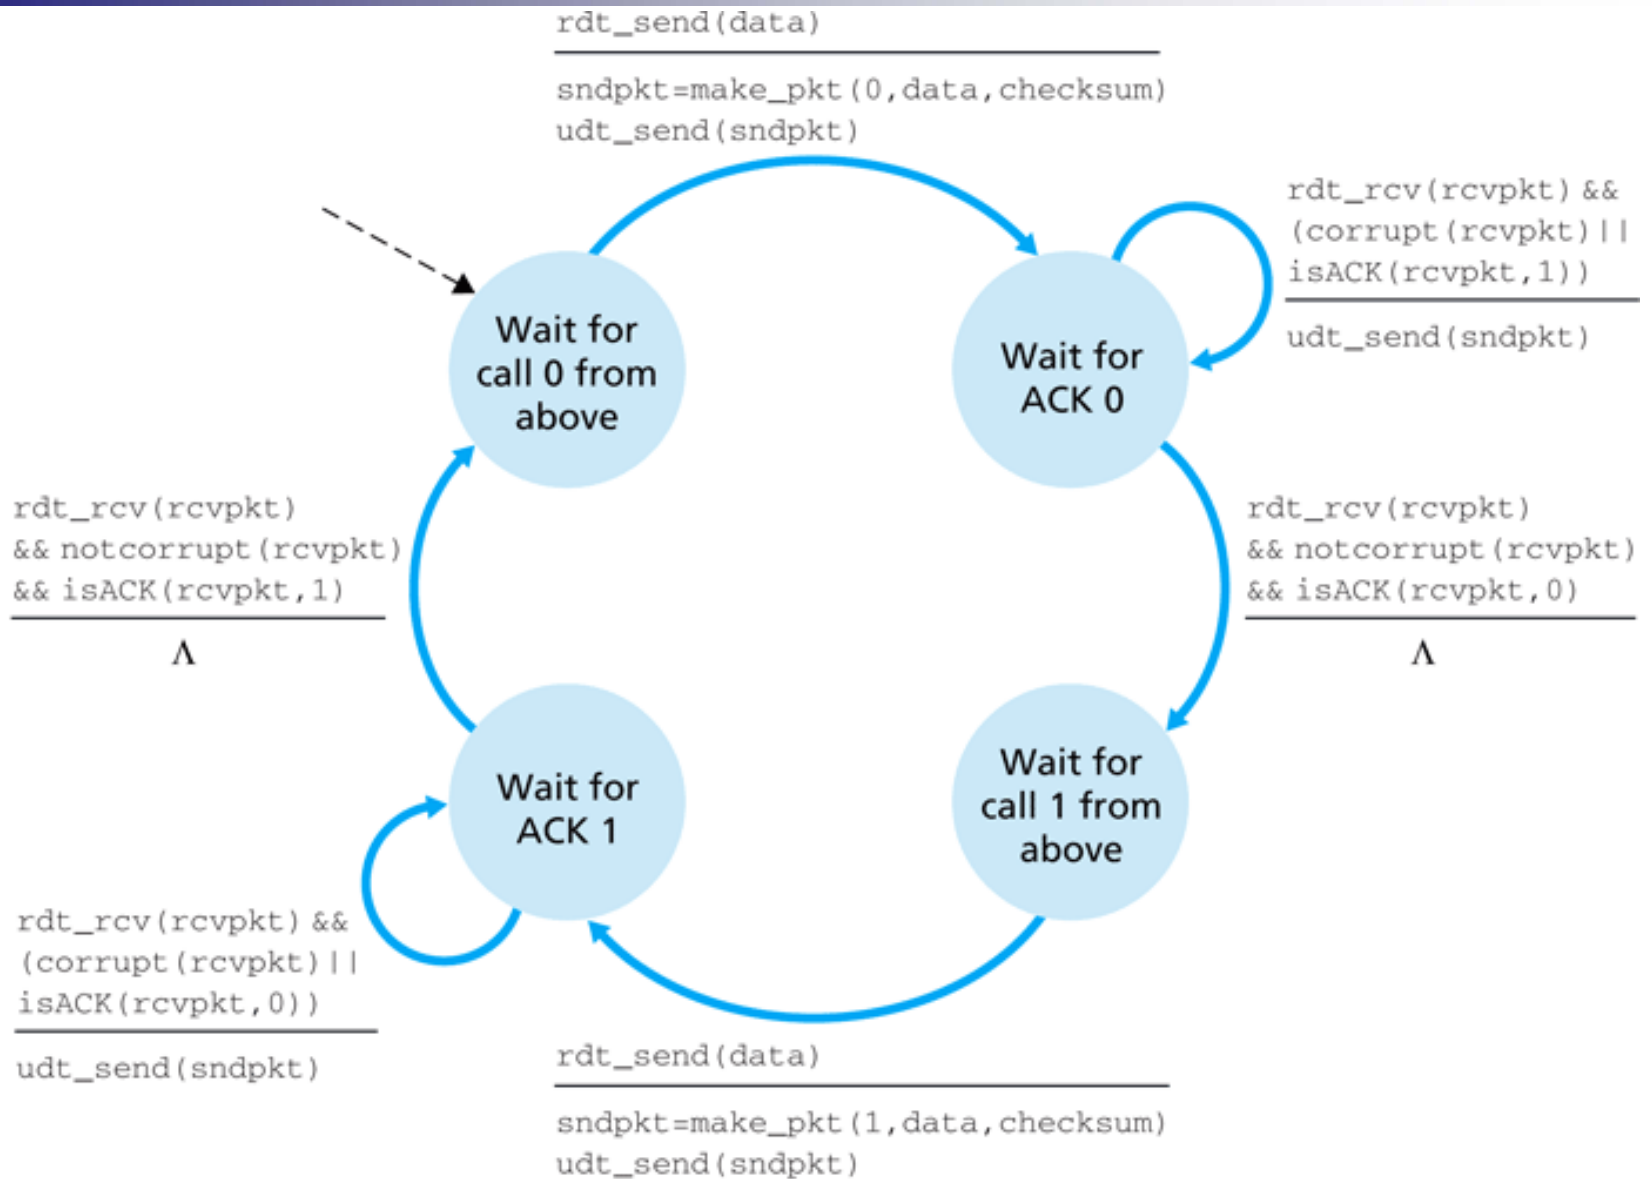 rdt_send(data)
sndpkt=make_pkt(0,data,checksum)
udt_send(sndpkt)
rdt_rcv(rcvpkt) &&
(corrupt(rcvpkt)||
isACK(rcvpkt,1))
udt_send(sndpkt)
Wait for
call 0 from
above
Wait for
ACK 0
rdt_rcv(rcvpkt)
&& notcorrupt(rcvpkt)
&& isACK(rcvpkt,1)
Λ
rdt_rcv(rcvpkt)
&& notcorrupt(rcvpkt)
&& isACK(rcvpkt,0)
Λ
Wait for
ACK 1
Wait for
call 1 from
above
rdt_rcv(rcvpkt) &&
(corrupt(rcvpkt)||
isACK(rcvpkt,0))
udt_send(sndpkt)
rdt_send(data)
sndpkt=make_pkt(1,data,checksum)
udt_send(sndpkt)